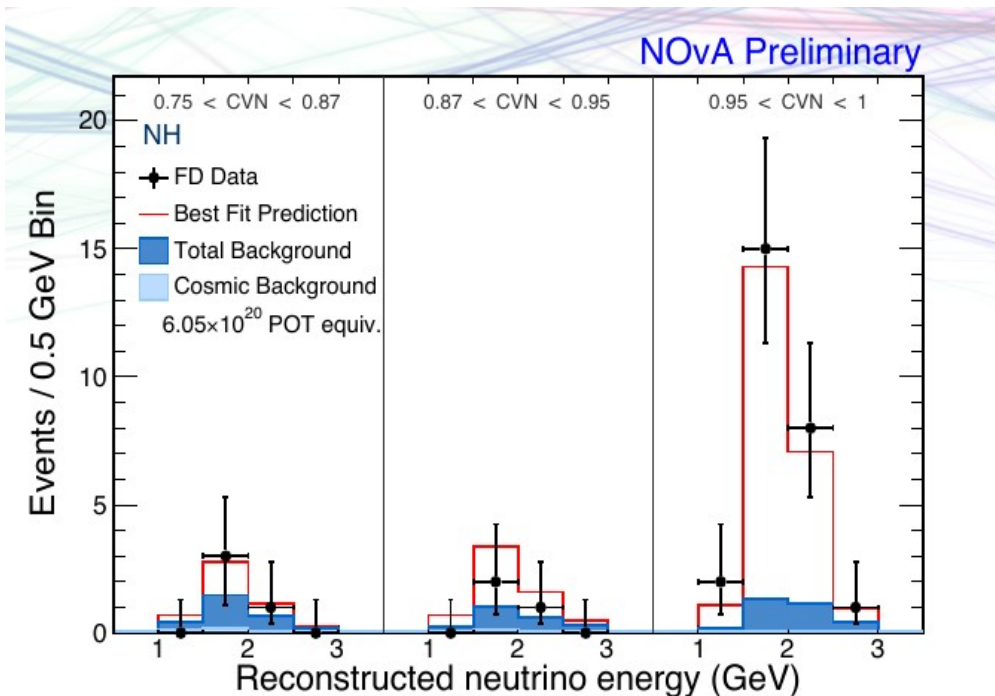 NOvA Preliminary
0.75 < CVN < 0.87
0.87 < CVN < 0.95
0.95 < CVN < 1
NH
FD Data
Best Fit Prediction
Total Background
Cosmic Background
6.05×10²⁰ POT equiv.
Events / 0.5 GeV Bin
20
15
10
5
0
1 2 3 1 2 3 1 2 3
Reconstructed neutrino energy (GeV)